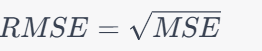 RMSE = √MSE